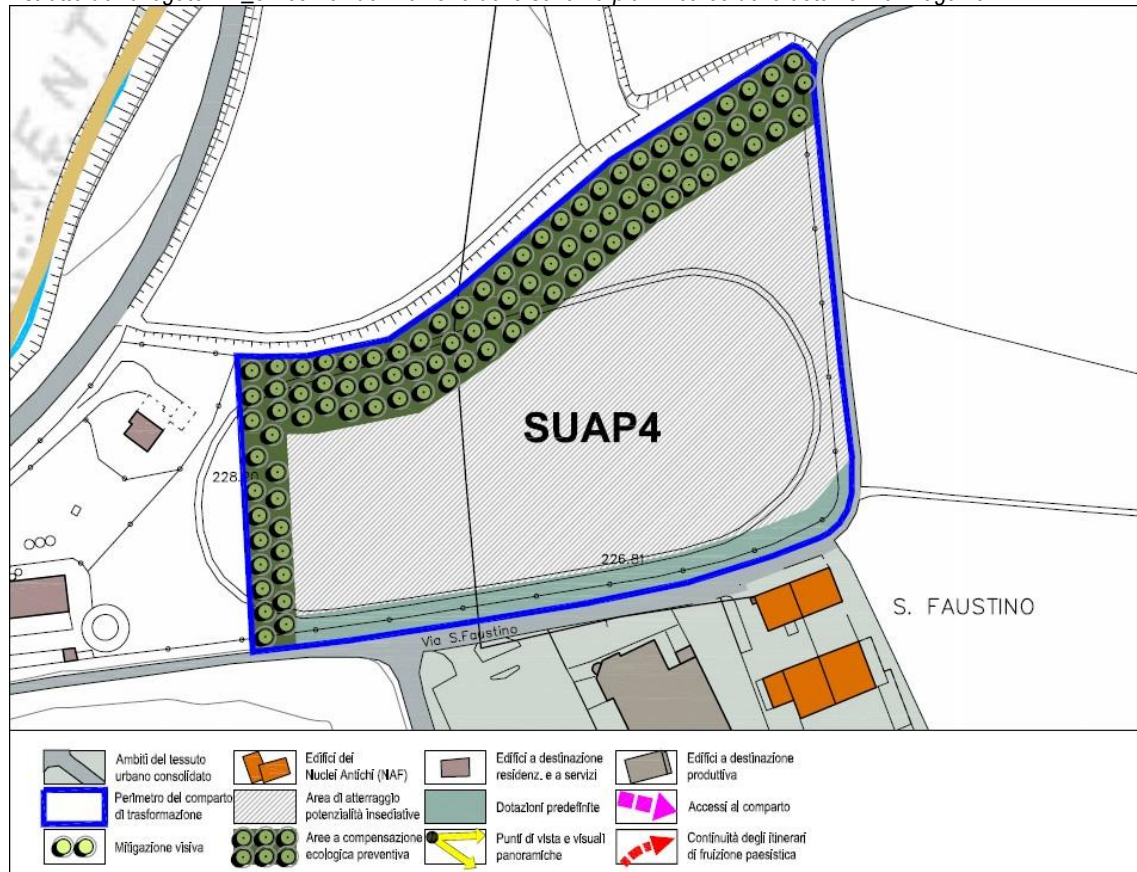 SUAP4
228.20
226.81
Via S.Faustino
S. FAUSTINO
Ambiti del tessuto
urbano consolidato
Edifici dei
Nuclei Antichi (NAF)
Edifici a destinazione
residenz. e a servizi
Edifici a destinazione
produttiva
Perimetro del comparto
di trasformazione
Area di atterraggio
potenzialità insediative
Dotazioni predefinite
Accessi al comparto
Mitigazione visiva
Aree a compensazione
ecologica preventiva
Punti di vista e visuali
panoramiche
Continuità degli itinerari
di fruizione paesistica